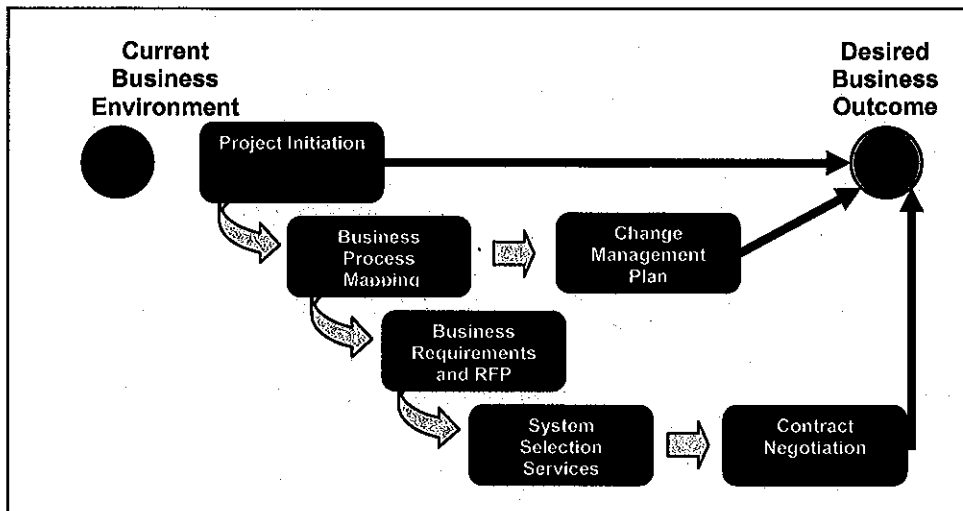 Current
Business
Environment
Desired
Business
Outcome
Project Initiation
Business
Process
Mapping
Change
Management
Plan
Business
Requirements
and RFP
System
Selection
Services
Contract
Negotiation